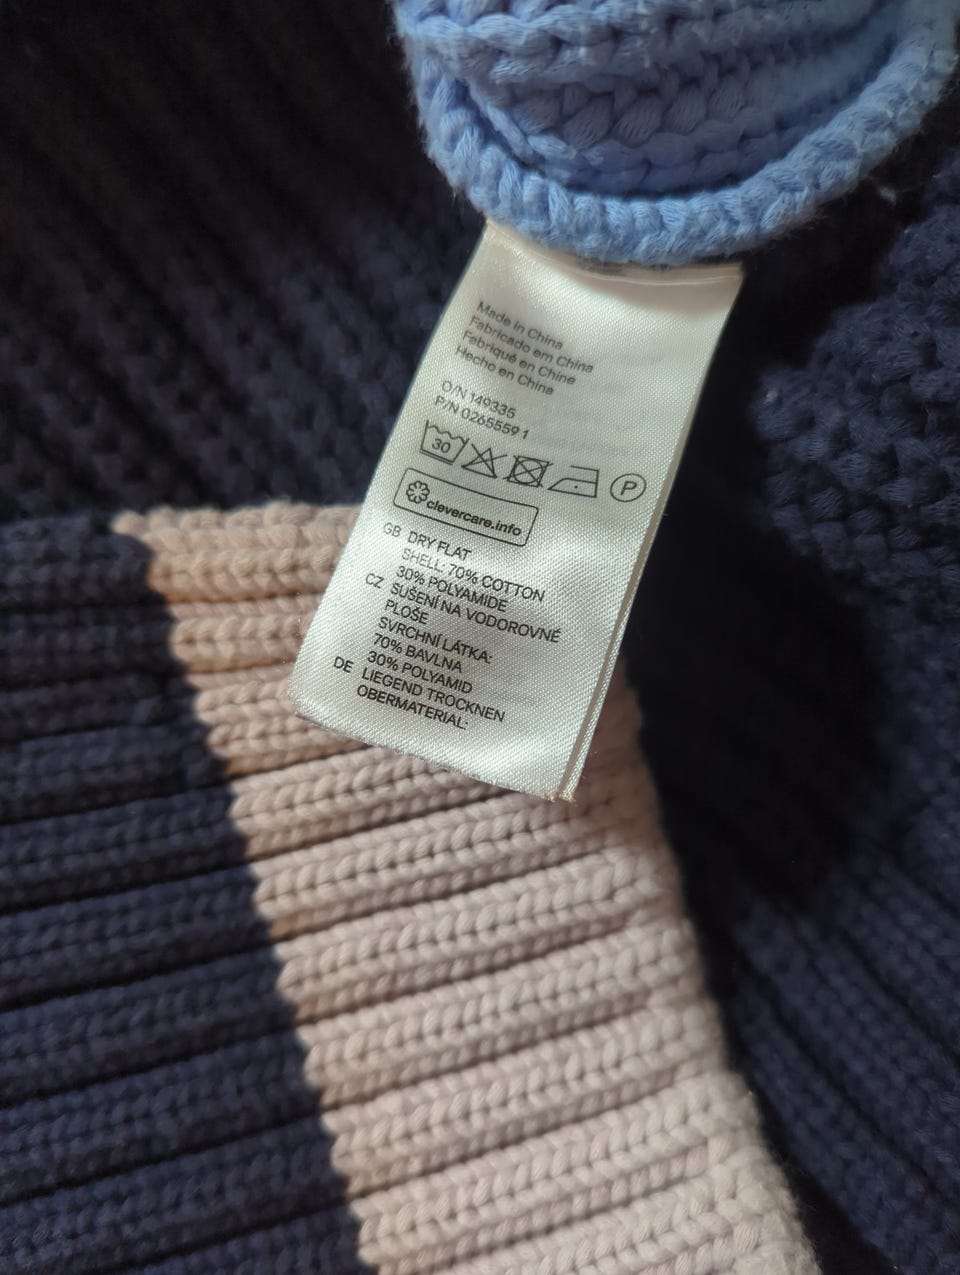 Made in China
Fabricado em China
Fabriqué en Chine
Hecho en China
O/N 149335
P/N 0265559 1
30
P
clevercare.info
GB DRY FLAT
SHELL: 70% COTTON
30% POLYAMIDE
CZ SUŠENÍ NA VODOROVNÉ
PLOŠE
SVRCHNÍ LÁTKA:
70% BAVLNA
30% POLYAMID
DE LIEGEND TROCKNEN
OBERMATERIAL: